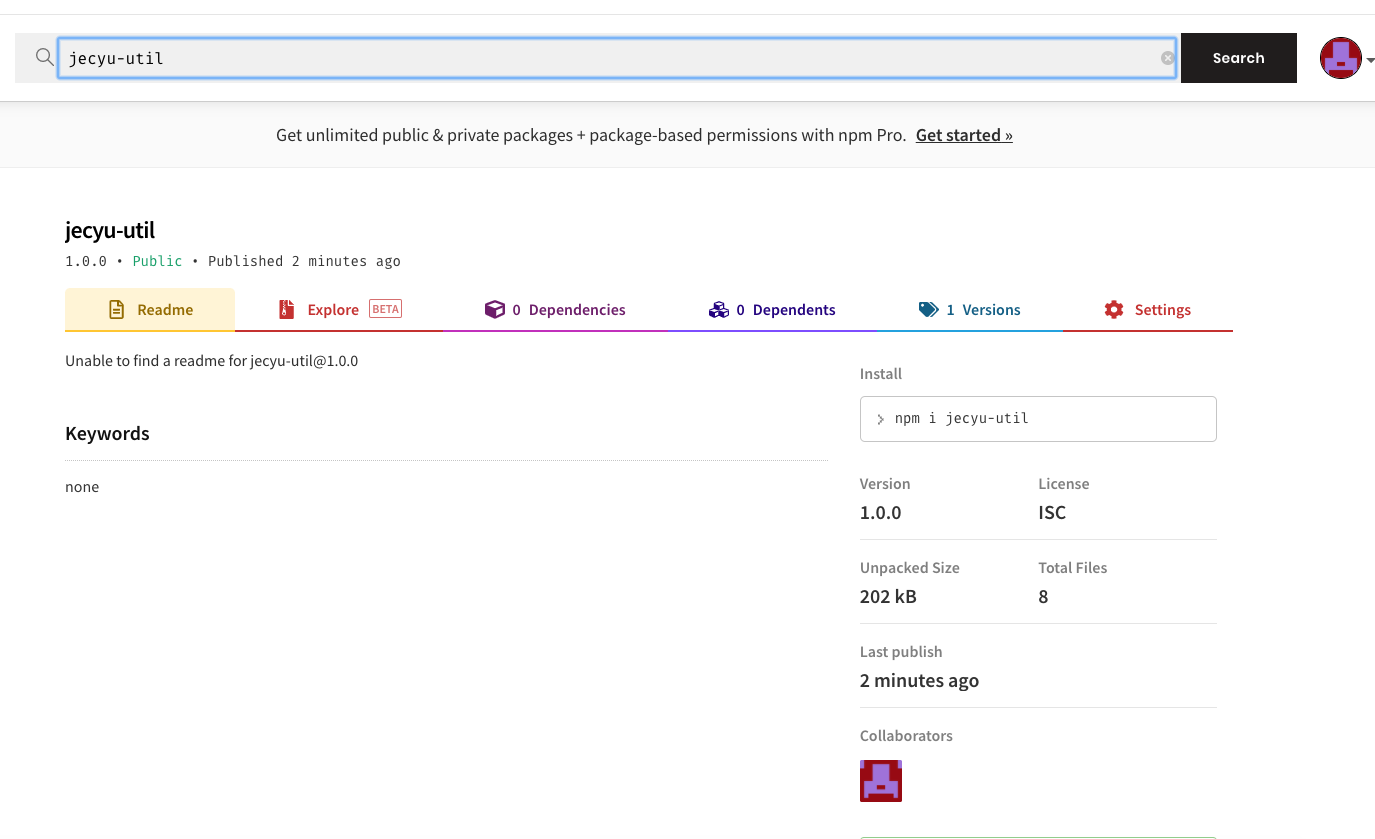 jecyu-util
Search
Get unlimited public & private packages + package-based permissions with npm Pro. Get started »
jecyu-util
1.0.0 • Public • Published 2 minutes ago
Readme
Explore BETA
0 Dependencies
0 Dependents
1 Versions
Settings
Unable to find a readme for jecyu-util@1.0.0
Keywords
none
Install
npm i jecyu-util
Version
1.0.0
License
ISC
Unpacked Size
202 kB
Total Files
8
Last publish
2 minutes ago
Collaborators